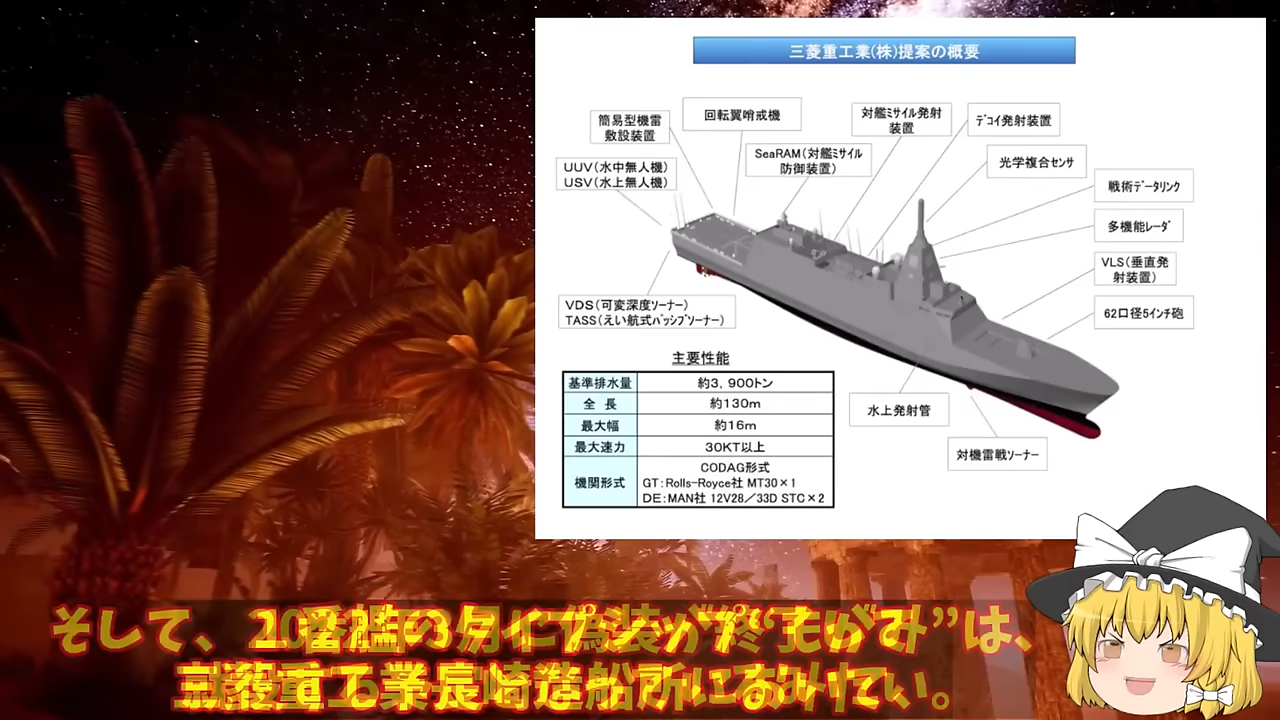 三菱重工業(株)提案の概要
簡易型機雷
敷設装置
回転翼哨戒機
対艦ミサイル発射
装置
デコイ発射装置
UUV(水中無人機)
USV(水上無人機)
SeaRAM(対艦ミサイル
防御装置)
光学複合センサ
戦術データリンク
多機能レーダ
VLS(垂直発
射装置)
62口径5インチ砲
VDS(可変深度ソーナー)
TASS(えい航式パッシブソーナー)
水上発射管
対機雷戦ソーナー
主要性能
基準排水量 約3,900トン
全 長 約130m
最大幅 約16m
最大速力 30KT以上
機関形式 CODAG形式
GT:Rolls-Royce社 MT30×1
DE:MAN社 12V28/33D STC×2
そして、
は、